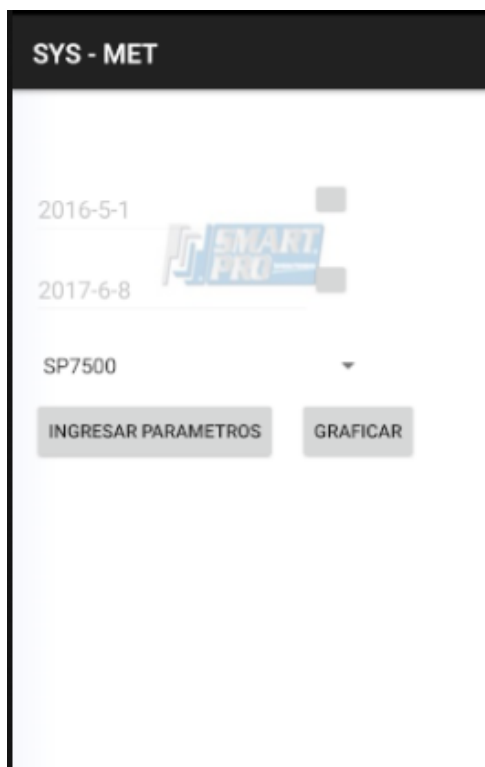 SYS - MET
2016-5-1
SMART
PRO
2017-6-8
SP7500
INGRESAR PARAMETROS GRAFICAR